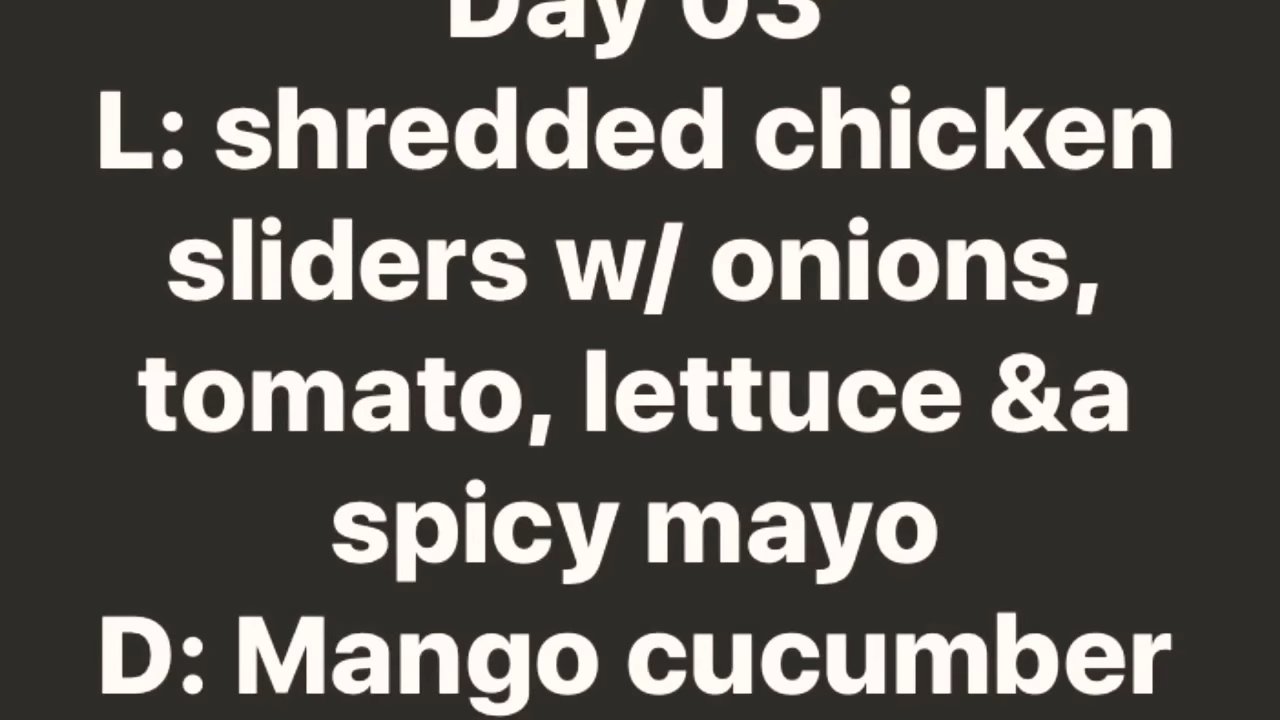 Day 03
L: shredded chicken
sliders w/ onions,
tomato, lettuce &a
spicy mayo
D: Mango cucumber